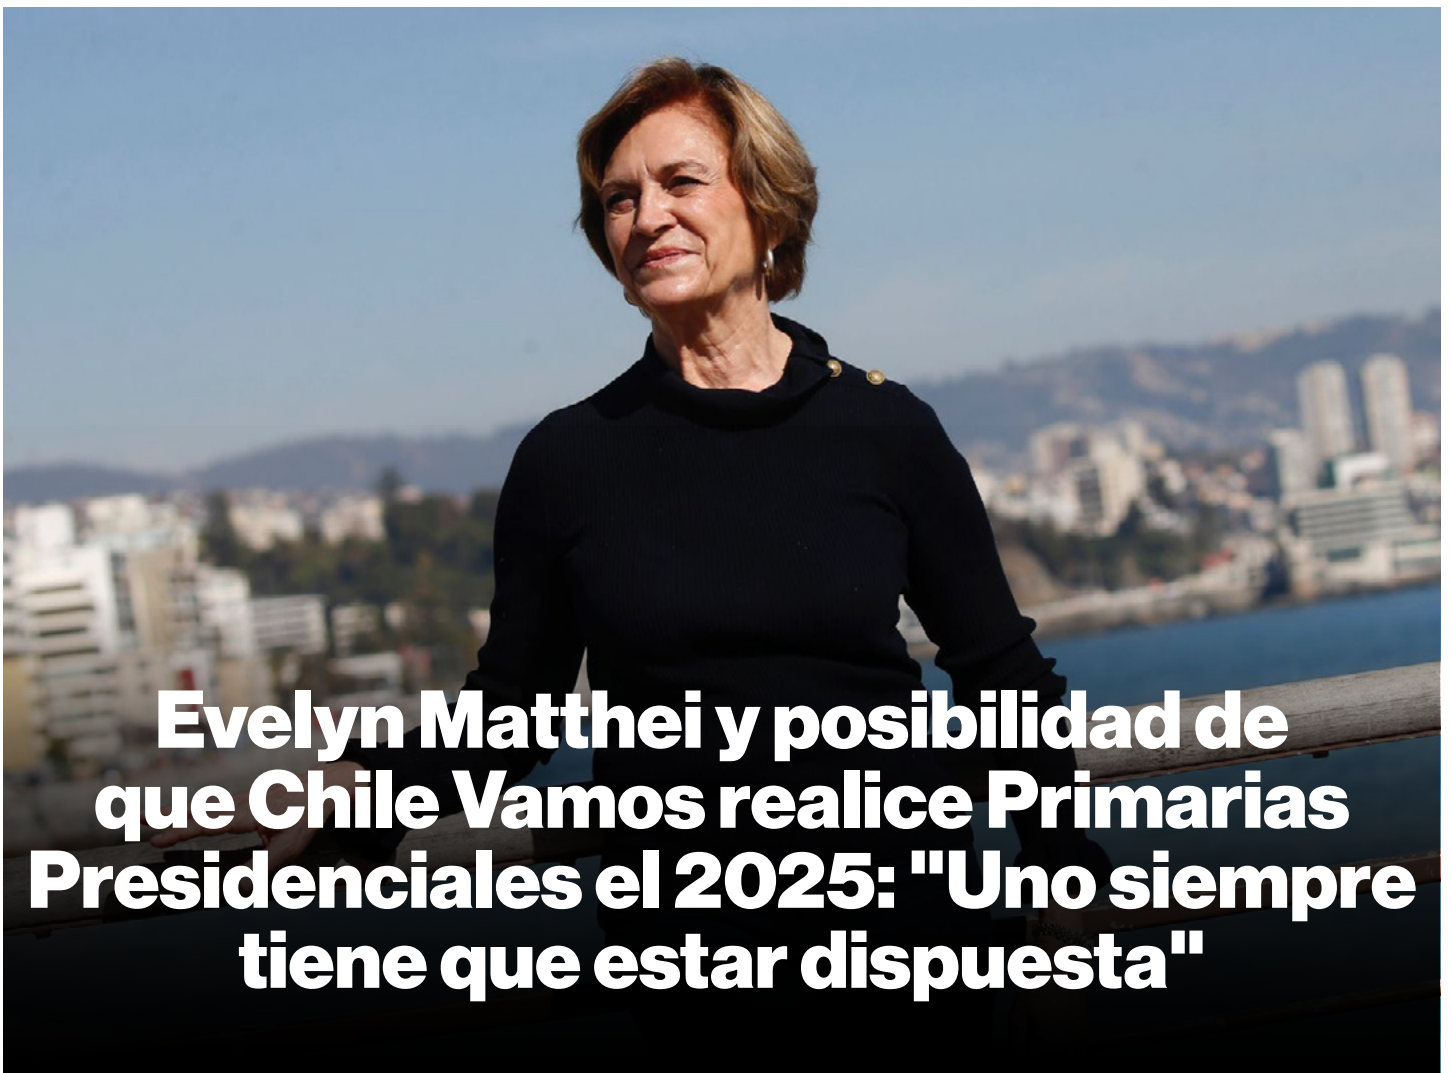 Evelyn Matthei y posibilidad de
que Chile Vamos realice Primarias
Presidenciales el 2025: "Uno siempre
tiene que estar dispuesta"